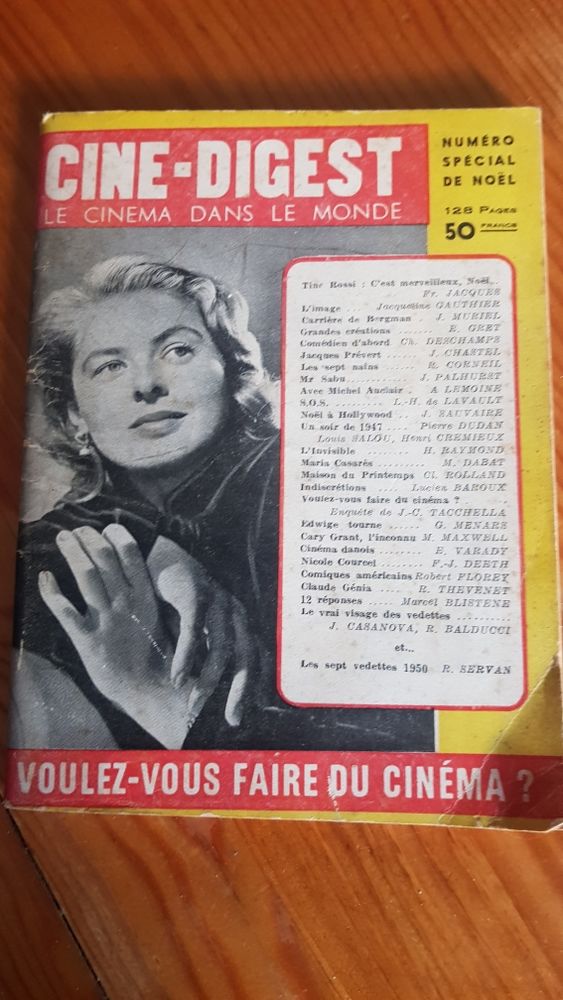 CINE-DIGEST
LE CINEMA DANS LE MONDE
NUMÉRO
SPÉCIAL
DE NOËL
128 PAGES
50 FRANCS
Tino Rossi : C'est merveilleux, Noël...
Fr. JACQUES
L'image ... Jacqueline GAUTHIER
Carrière de Bergman . J. MURIEL
Grandes créations ....... E. GRET
Comédien d'abord Ch. DESCHAMPS
Jacques Prévert ...... J. CHASTEL
Les sept nains ...... R. CORNEIL
Mr Sabu ............ J. PALHURST
Avec Michel Auclair . A LEMOINE
S.O.S. ......... L.-H. de LAVAULT
Noël à Hollywood .. J. SAUVAIRE
Un soir de 1947 .... Pierre DUDAN
Louis SALOU, Henri CREMIEUX
L'Invisible ........ H. RAYMOND
Maria Casarès ......... M. DABAT
Maison du Printemps Cl. ROLLAND
Indiscrétions .... Lucien BAROUX
Voulez-vous faire du cinéma ? ......
Enquête de J.-C. TACCHELLA
Edwige tourne ...... G. MENARS
Cary Grant, l'inconnu M. MAXWELL
Cinéma danois ........ E. VARADY
Nicole Courcel ...... F.-J. DEETH
Comiques américains Robert FLOREY
Claude Génia ..... R. THEVENET
12 réponses ..... Marcel BLISTENE
Le vrai visage des vedettes ..........
J. CASANOVA, R. BALDUCCI
et...
Les sept vedettes 1950 R. SERVAN
VOULEZ-VOUS FAIRE DU CINÉMA ?